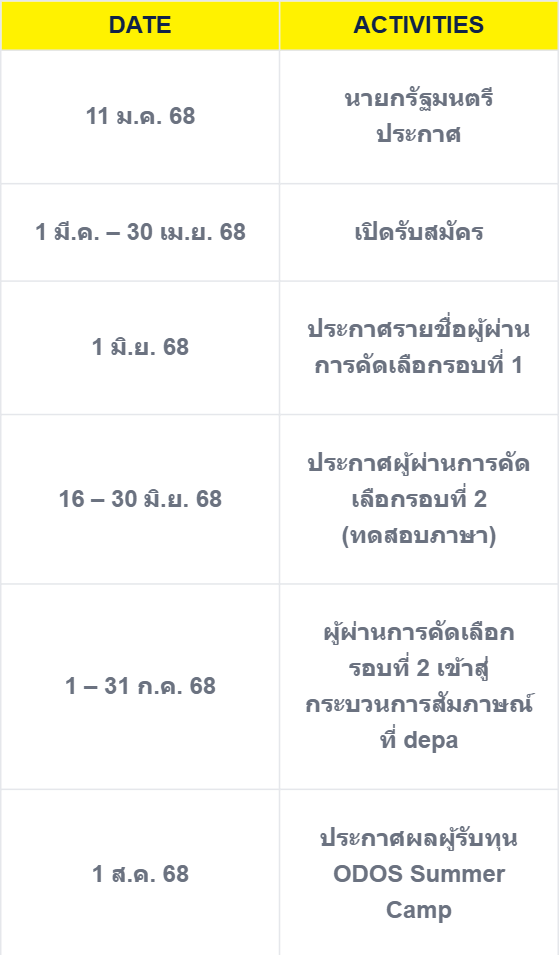 DATE
ACTIVITIES
11 ม.ค. 68
นายกรัฐมนตรี
ประกาศ
1 มี.ค. – 30 เม.ย. 68
เปิดรับสมัคร
1 มิ.ย. 68
ประกาศรายชื่อผู้ผ่าน
การคัดเลือกรอบที่ 1
16 – 30 มิ.ย. 68
ประกาศผู้ผ่านการคัด
เลือกรอบที่ 2
(ทดสอบภาษา)
1 – 31 ก.ค. 68
ผู้ผ่านการคัดเลือก
รอบที่ 2 เข้าสู่
กระบวนการสัมภาษณ์
ที่ depa
1 ส.ค. 68
ประกาศผลผู้รับทุน
ODOS Summer
Camp